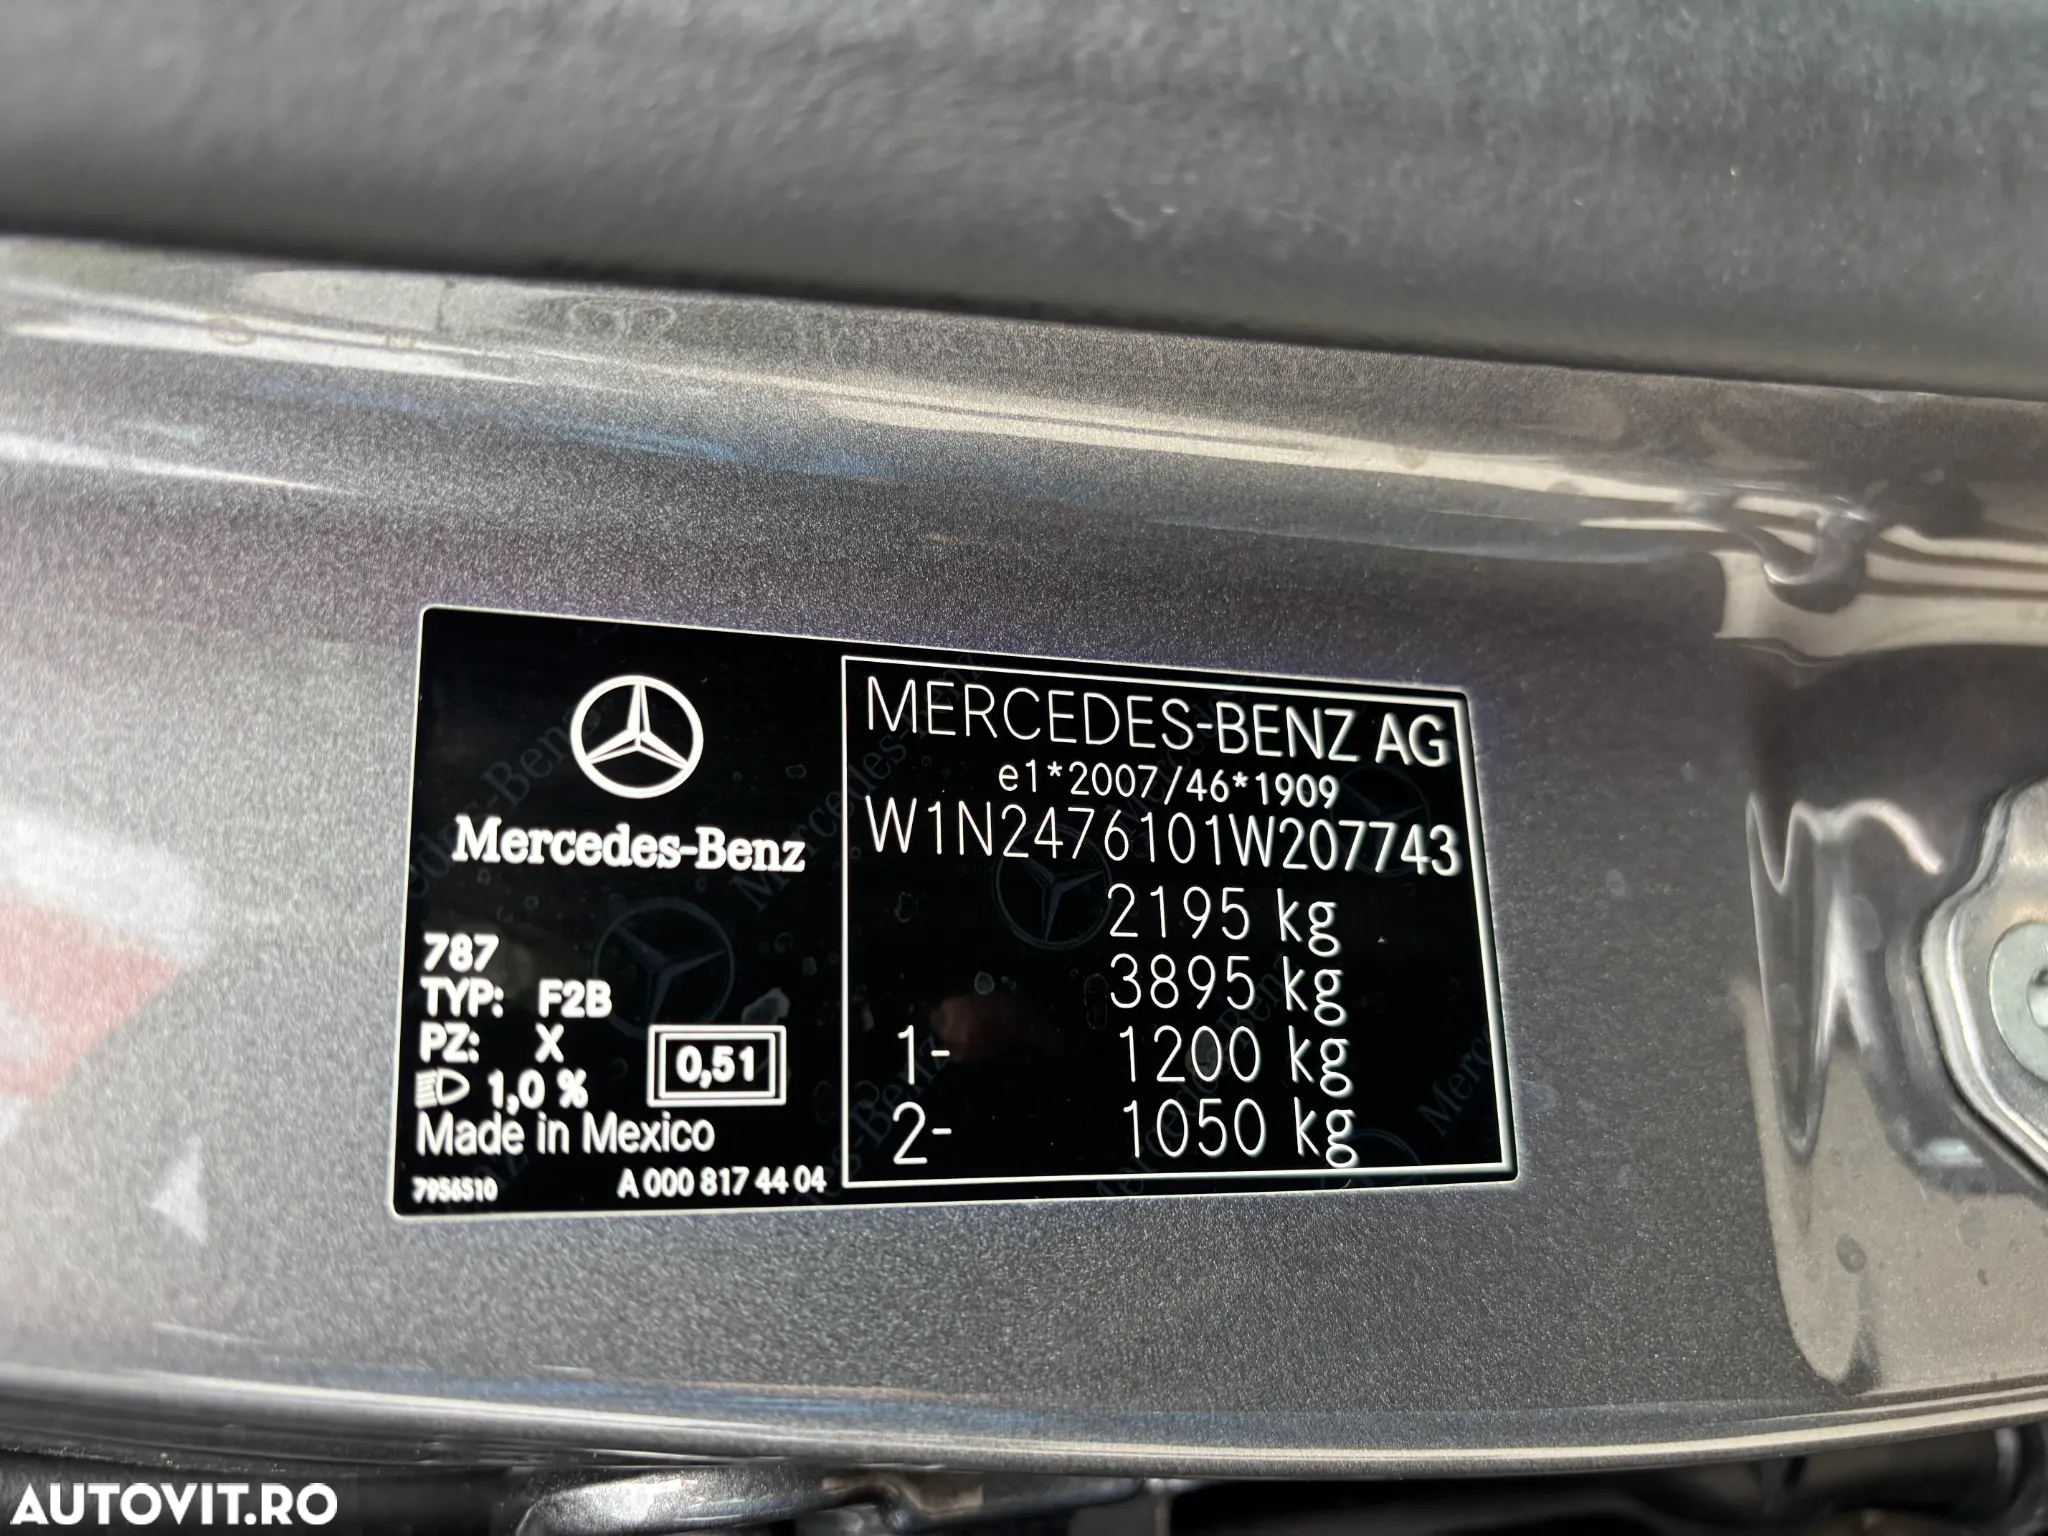 Mercedes-Benz
787
TYP: F2B
PZ: X
1,0 %
0,51
Made in Mexico
7956510
A 000 817 44 04
MERCEDES-BENZ AG
e1*2007/46*1909
W1N2476101W207743
2195 kg
3895 kg
1- 1200 kg
2- 1050 kg
AUTOVIT.RO